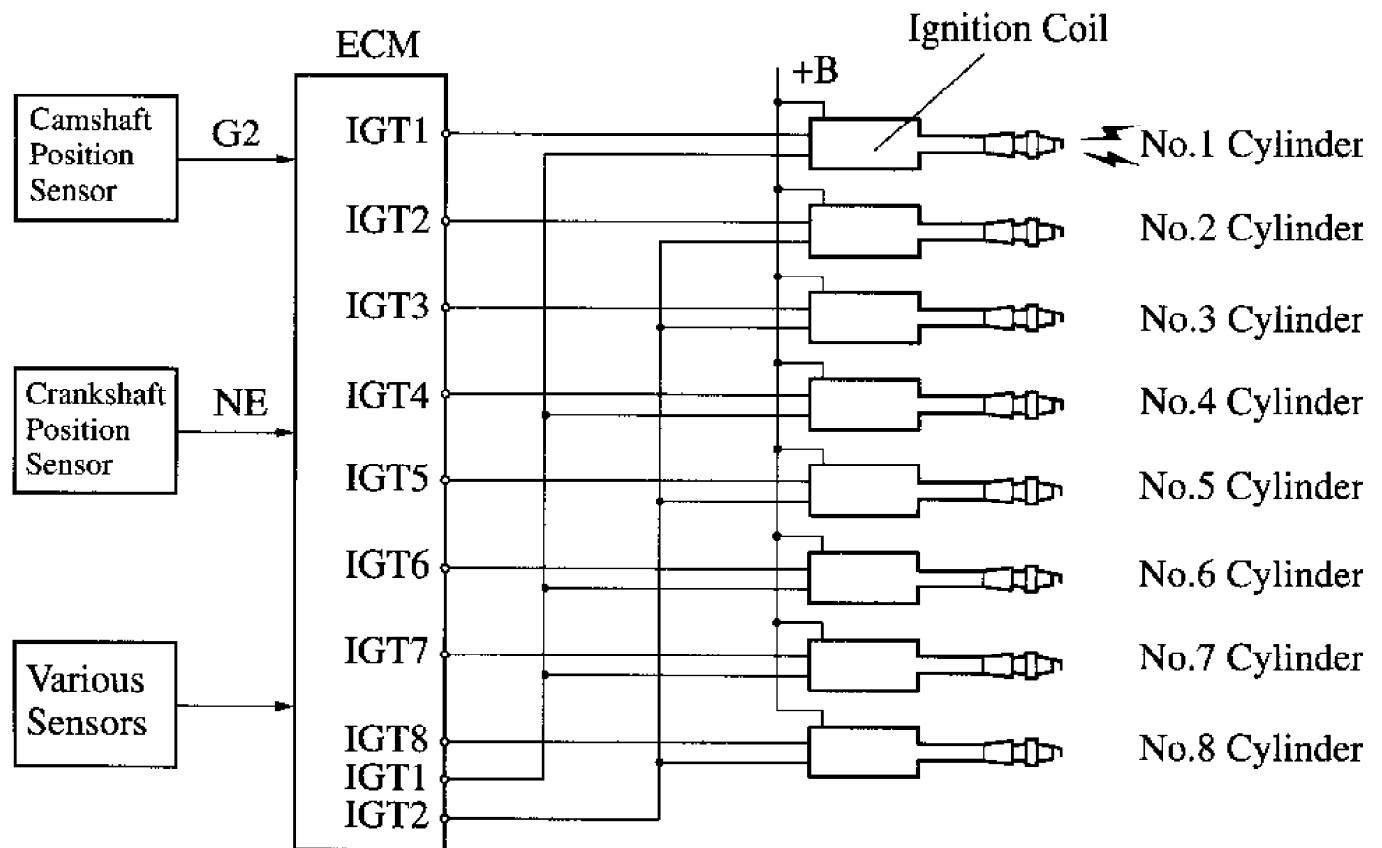 Ignition Coil
ECM
+B
Camshaft
Position
Sensor
G2
IGT1
No.1 Cylinder
IGT2
No.2 Cylinder
IGT3
No.3 Cylinder
Crankshaft
Position
Sensor
NE
IGT4
No.4 Cylinder
IGT5
No.5 Cylinder
IGT6
No.6 Cylinder
Various
Sensors
IGT7
No.7 Cylinder
IGT8
No.8 Cylinder
IGT1
IGT2